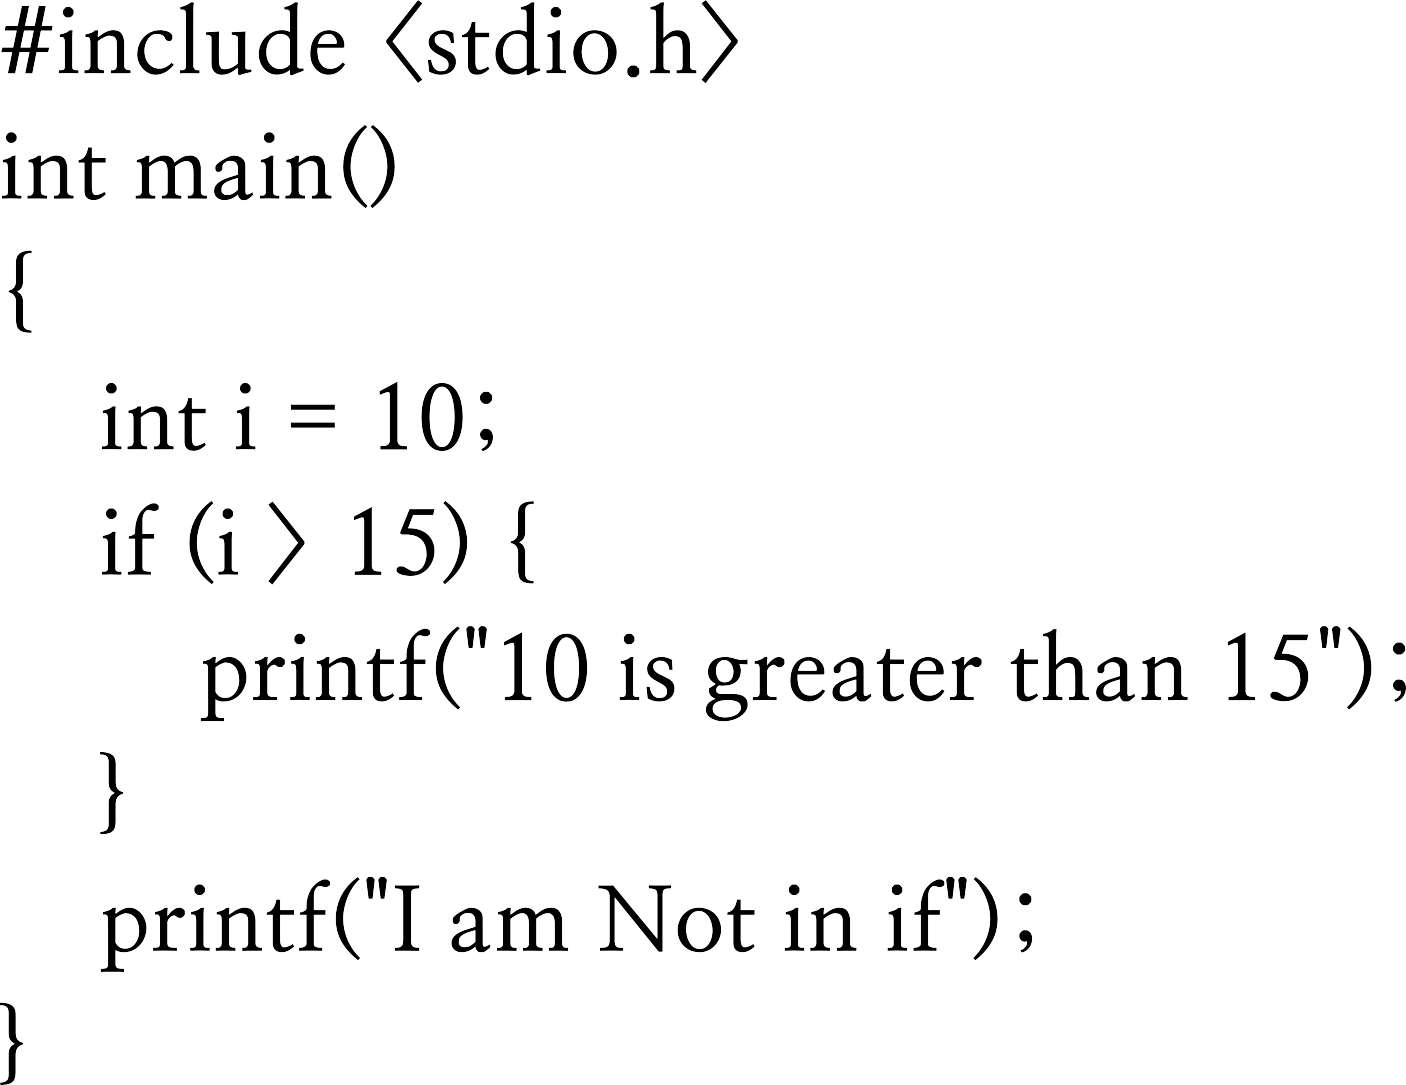 #include <stdio.h>
int main()
{
    int i = 10;
    if (i > 15) {
        printf("10 is greater than 15");
    }
    printf("I am Not in if");
}